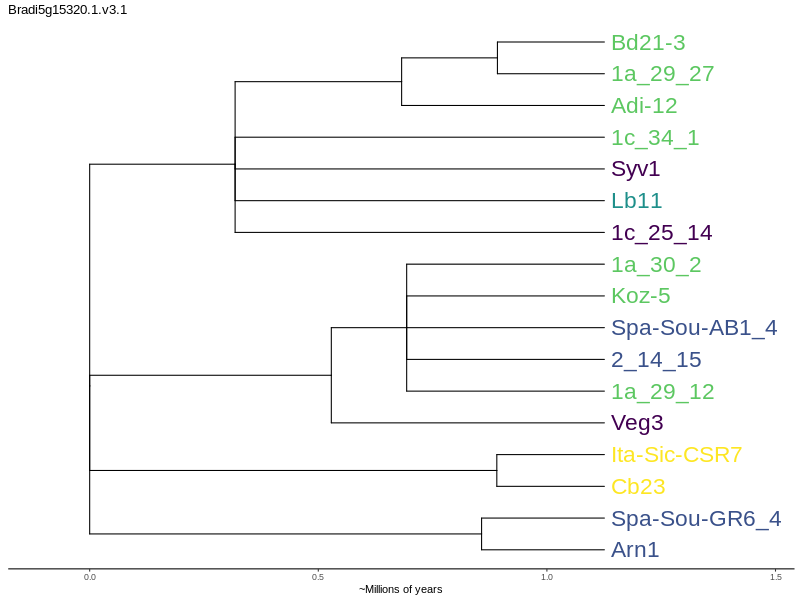 Bradi5g15320.1.v3.1
Bd21-3
1a_29_27
Adi-12
1c_34_1
Syv1
Lb11
1c_25_14
1a_30_2
Koz-5
Spa-Sou-AB1_4
2_14_15
1a_29_12
Veg3
Ita-Sic-CSR7
Cb23
Spa-Sou-GR6_4
Arn1
0.0 0.5 1.0 1.5
~Millions of years